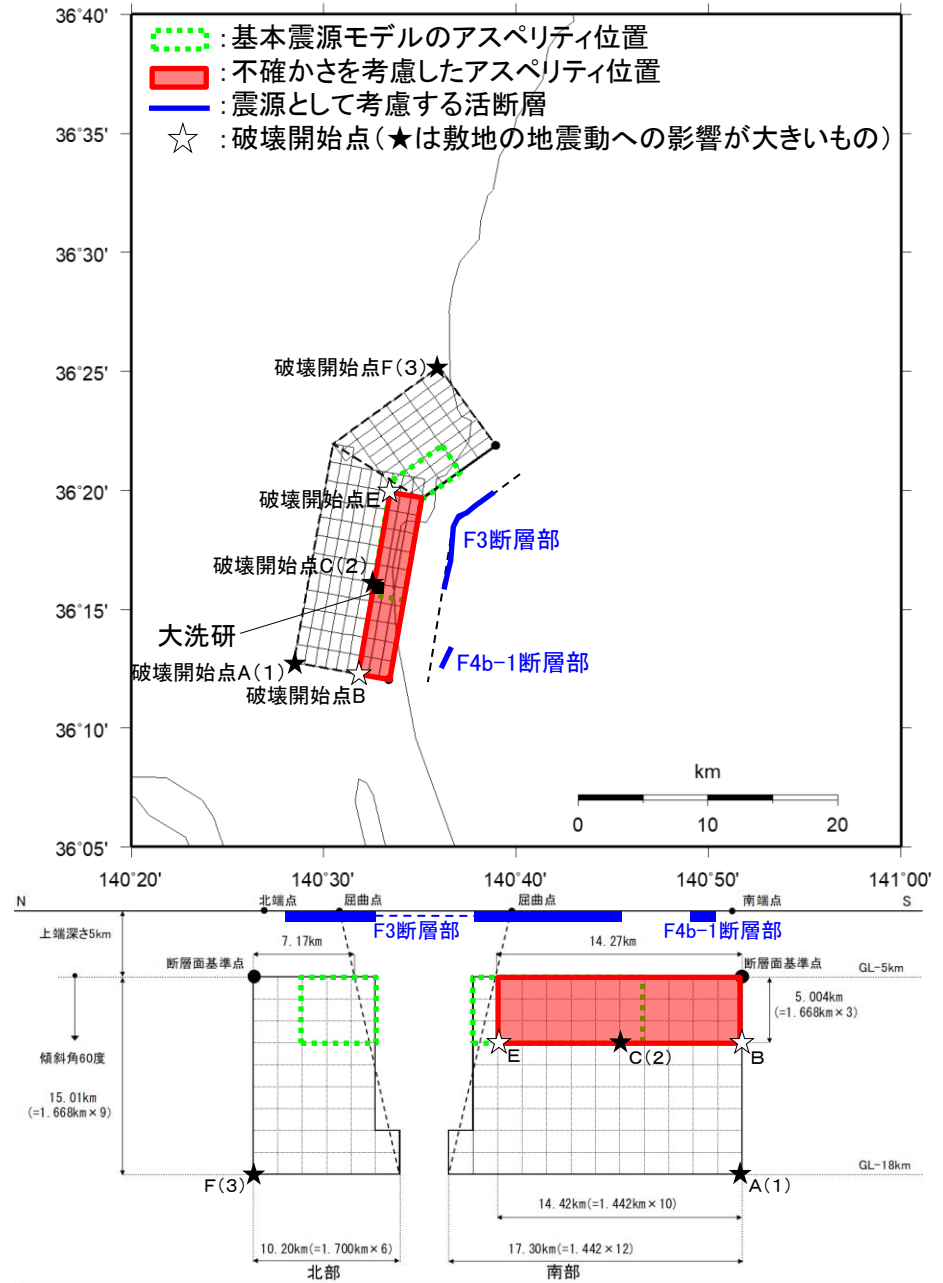 ：基本震源モデルのアスペリティ位置
：不確かさを考慮したアスペリティ位置
：震源として考慮する活断層
：破壊開始点（★は敷地の地震動への影響が大きいもの）
36°40'
36°35'
36°30'
36°25'
36°20'
36°15'
36°10'
36°05'
破壊開始点F(3)
破壊開始点E
F3断層部
破壊開始点C(2)
大洗研
F4b-1断層部
破壊開始点A(1)
破壊開始点B
km
0 10 20
140°20' 140°30' 140°40' 140°50' 141°00'
N 北端点 屈曲点 屈曲点 南端点 S
上端深さ5km
F3断層部
F4b-1断層部
7.17km
14.27km
断層面基準点
断層面基準点
GL-5km
5.004km
(=1.668km×3)
傾斜角60度
E
C(2)
B
15.01km
(=1.668km×9)
GL-18km
F(3)
A(1)
14.42km(=1.442km×10)
10.20km(=1.700km×6)
17.30km(=1.442×12)
北部
南部